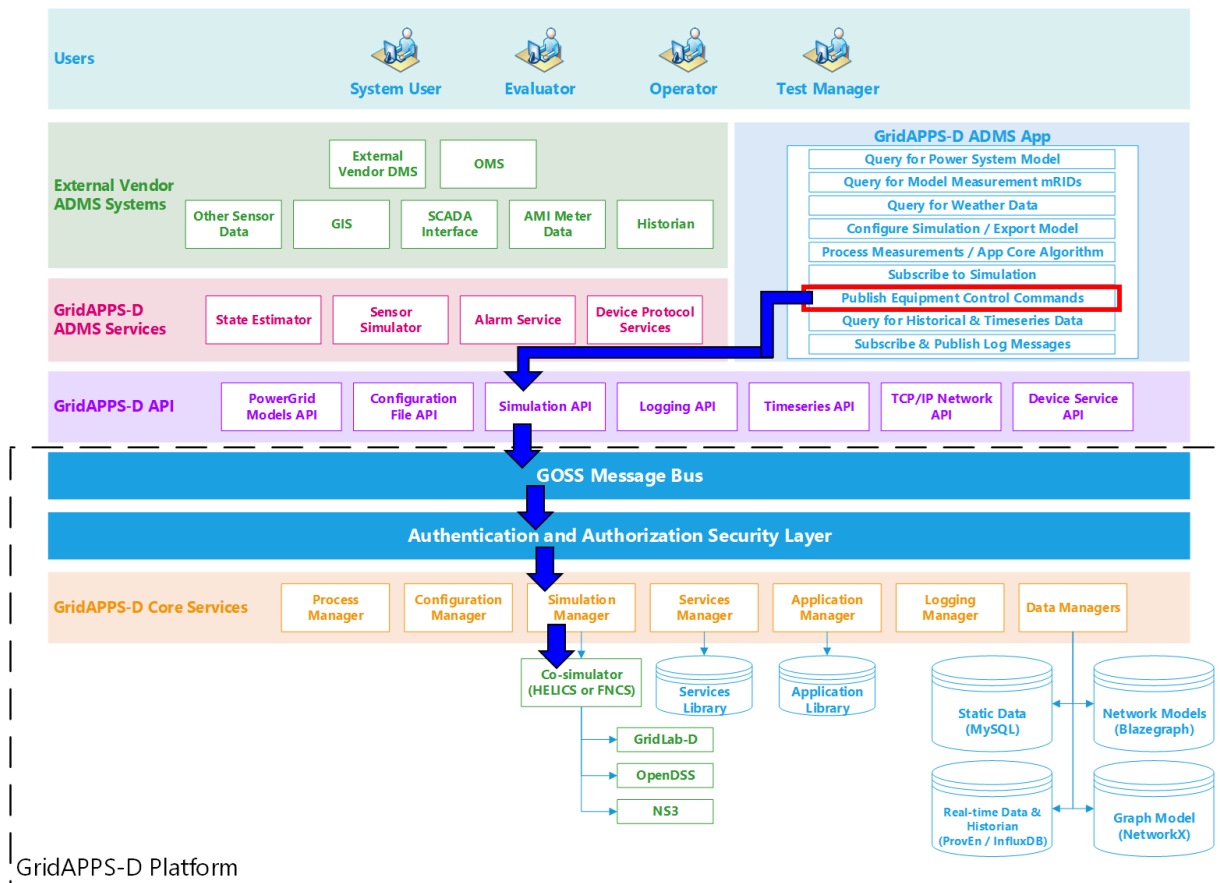 Users
System User
Evaluator
Operator
Test Manager
External Vendor
ADMS Systems
External
Vendor DMS
OMS
Other Sensor
Data
GIS
SCADA
Interface
AMI Meter
Data
Historian
GridAPPS-D ADMS App
Query for Power System Model
Query for Model Measurement mRIDs
Query for Weather Data
Configure Simulation / Export Model
Process Measurements / App Core Algorithm
Subscribe to Simulation
Publish Equipment Control Commands
Query for Historical & Timeseries Data
Subscribe & Publish Log Messages
GridAPPS-D
ADMS Services
State Estimator
Sensor
Simulator
Alarm Service
Device Protocol
Services
GridAPPS-D API
PowerGrid
Models API
Configuration
File API
Simulation API
Logging API
Timeseries API
TCP/IP Network
API
Device Service
API
GOSS Message Bus
Authentication and Authorization Security Layer
GridAPPS-D Core Services
Process
Manager
Configuration
Manager
Simulation
Manager
Services
Manager
Application
Manager
Logging
Manager
Data Managers
Co-simulator
(HELICS or FNCS)
Services
Library
Application
Library
GridLab-D
OpenDSS
NS3
Static Data
(MySQL)
Network Models
(Blazegraph)
Real-time Data &
Historian
(ProvEn / InfluxDB)
Graph Model
(NetworkX)
GridAPPS-D Platform